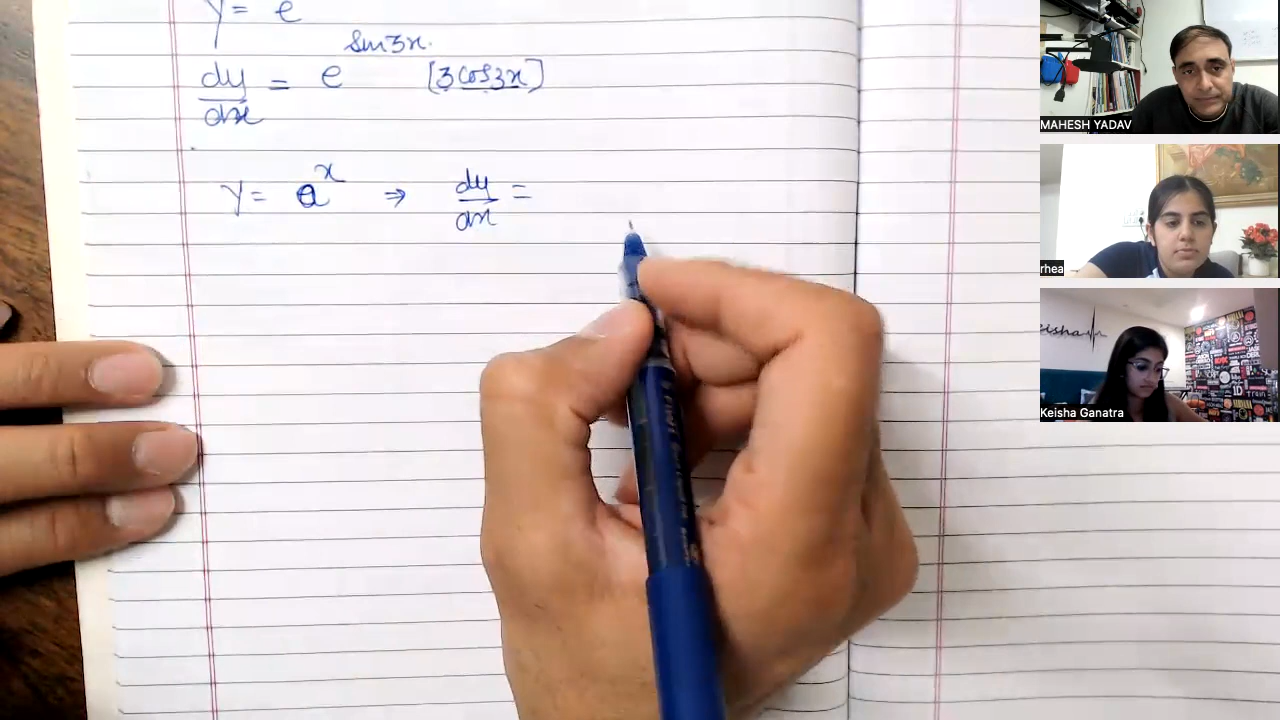 y = e
sin3x.
dy/dx = e [3cos3x]
y = a^x ⇒ dy/dx =
MAHESH YADAV
rhea
Keisha Ganatra